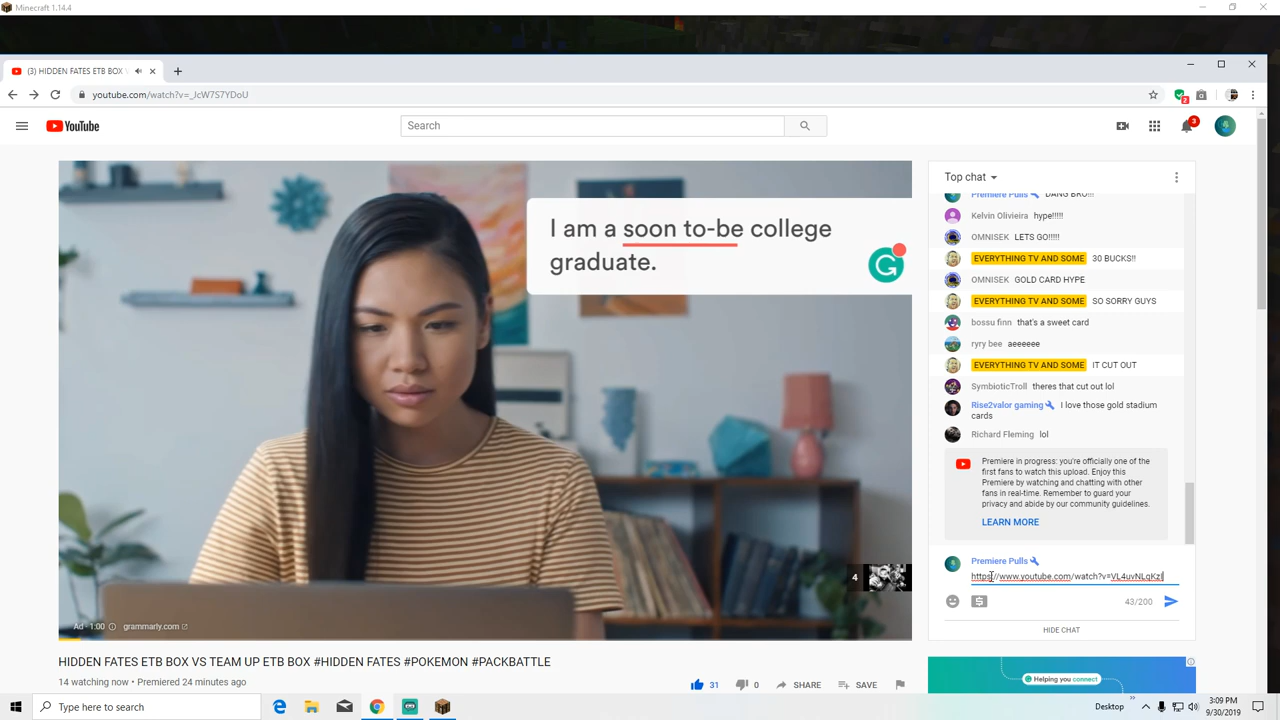 Minecraft 1.14.4
(3) HIDDEN FATES ETB BOX
youtube.com/watch?v=_JcW7S7YDoU
2
YouTube
Search
3
I am a soon to-be college
graduate.
G
4
Ad · 1:00
grammarly.com
HIDDEN FATES ETB BOX VS TEAM UP ETB BOX #HIDDEN FATES #POKEMON #PACKBATTLE
14 watching now • Premiered 24 minutes ago
31
0
SHARE
SAVE
Top chat
Premiere Pulls DANG BRO!!!
Kelvin Olivieira hype!!!!!
OMNISEK LETS GO!!!!!
EVERYTHING TV AND SOME 30 BUCKS!!
OMNISEK GOLD CARD HYPE
EVERYTHING TV AND SOME SO SORRY GUYS
bossu finn that's a sweet card
ryry bee aeeeeee
EVERYTHING TV AND SOME IT CUT OUT
SymbioticTroll theres that cut out lol
Rise2valor gaming I love those gold stadium
cards
Richard Fleming lol
Premiere in progress: you're officially one of the
first fans to watch this upload. Enjoy this
Premiere by watching and chatting with other
fans in real-time. Remember to guard your
privacy and abide by our community guidelines.
LEARN MORE
Premiere Pulls
https://www.youtube.com/watch?v=VL4uvNLqKzI
43/200
HIDE CHAT
Helping you connect
Type here to search
Desktop
3:09 PM
9/30/2019